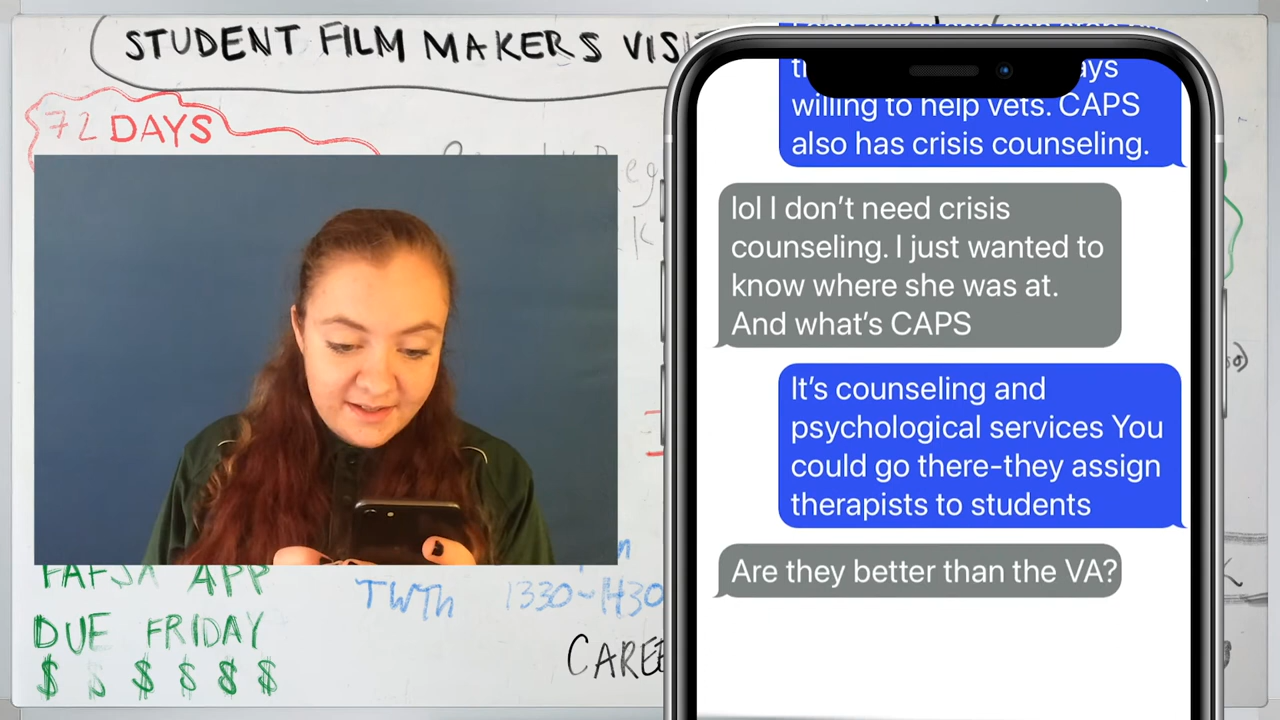 STUDENT FILM MAKERS
72 DAYS
FAFSA APP
DUE FRIDAY
$ $ $ $ $ $
TWTh 1330-1430
willing to help vets. CAPS
also has crisis counseling.
lol I don't need crisis
counseling. I just wanted to
know where she was at.
And what's CAPS
It's counseling and
psychological services You
could go there-they assign
therapists to students
Are they better than the VA?